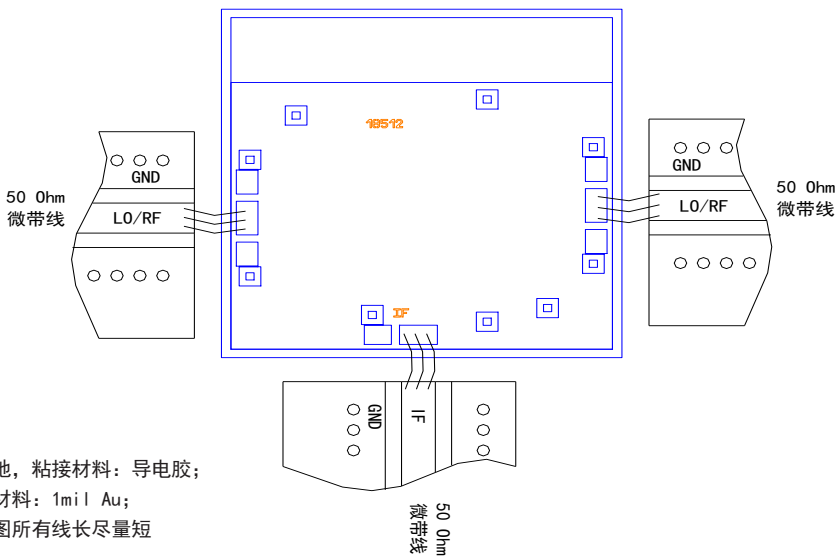 18512
GND
LO/RF
50 Ohm
微带线
GND
LO/RF
50 Ohm
微带线
IF
GND
IF
50 Ohm
微带线
地，粘接材料：导电胶；
材料：1mil Au；
图所有线长尽量短